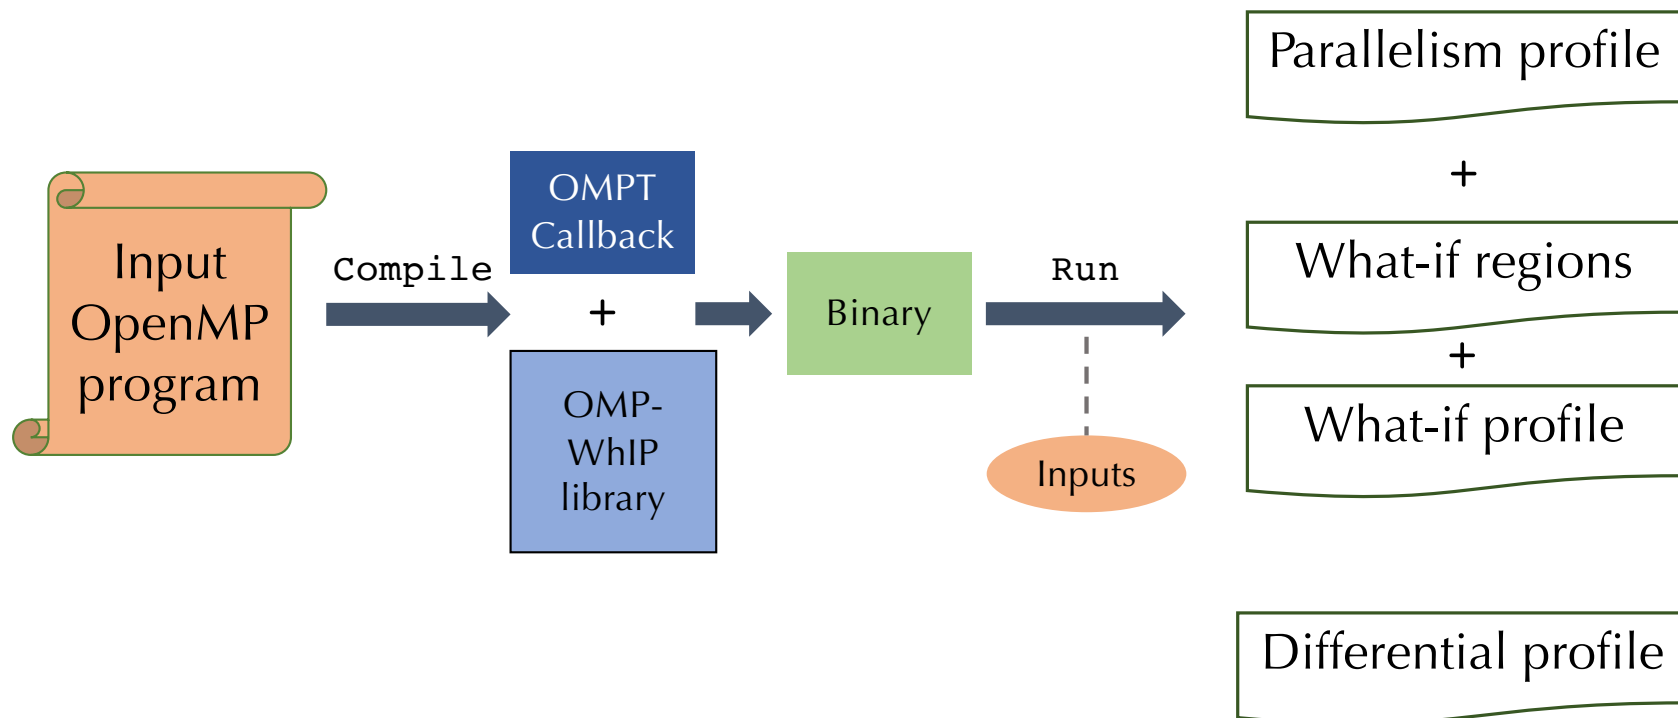 Input
OpenMP
program
Compile
OMPT
Callback
+
OMP-
WhIP
library
Binary
Run
Inputs
Parallelism profile
+
What-if regions
+
What-if profile
Differential profile